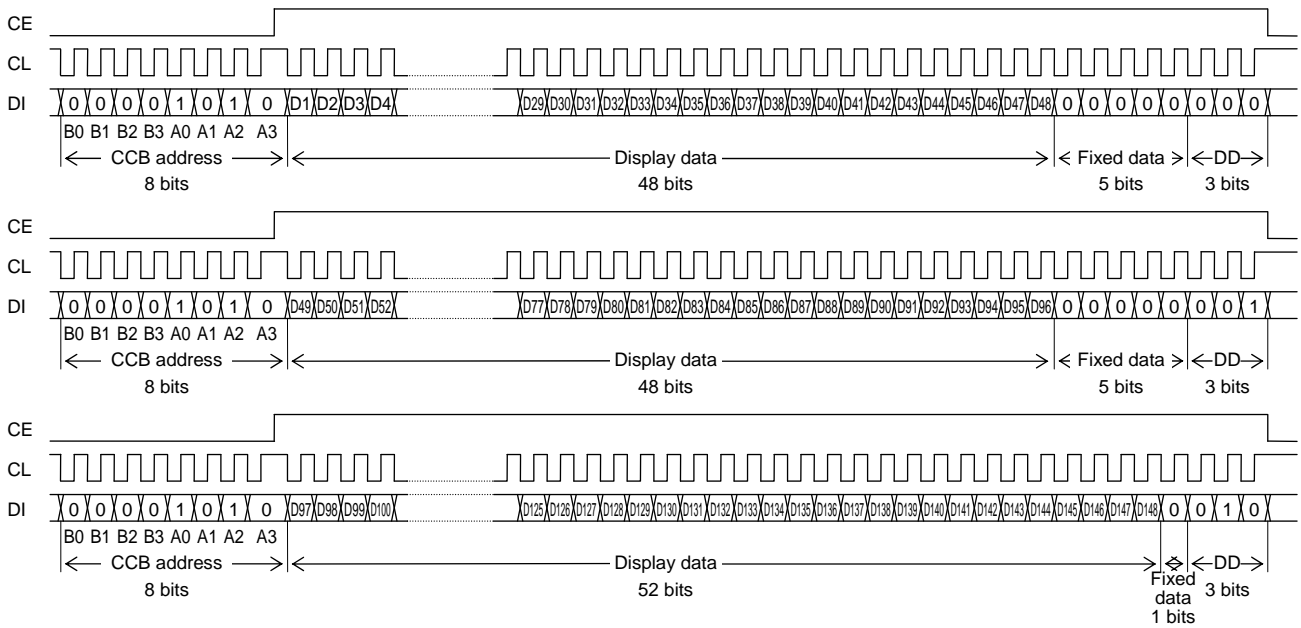 CE
CL
DI 0 0 0 0 1 0 1 0 D1 D2 D3 D4 D29 D30 D31 D32 D33 D34 D35 D36 D37 D38 D39 D40 D41 D42 D43 D44 D45 D46 D47 D48 0 0 0 0 0 0 0 0
B0 B1 B2 B3 A0 A1 A2 A3
CCB address Display data Fixed data DD
8 bits 48 bits 5 bits 3 bits
CE
CL
DI 0 0 0 0 1 0 1 0 D49 D50 D51 D52 D77 D78 D79 D80 D81 D82 D83 D84 D85 D86 D87 D88 D89 D90 D91 D92 D93 D94 D95 D96 0 0 0 0 0 0 0 1
B0 B1 B2 B3 A0 A1 A2 A3
CCB address Display data Fixed data DD
8 bits 48 bits 5 bits 3 bits
CE
CL
DI 0 0 0 0 1 0 1 0 D97 D98 D99 D100 D125 D126 D127 D128 D129 D130 D131 D132 D133 D134 D135 D136 D137 D138 D139 D140 D141 D142 D143 D144 D145 D146 D147 D148 0 0 1 0
B0 B1 B2 B3 A0 A1 A2 A3
CCB address Display data DD
8 bits 52 bits Fixed 3 bits
data
1 bits